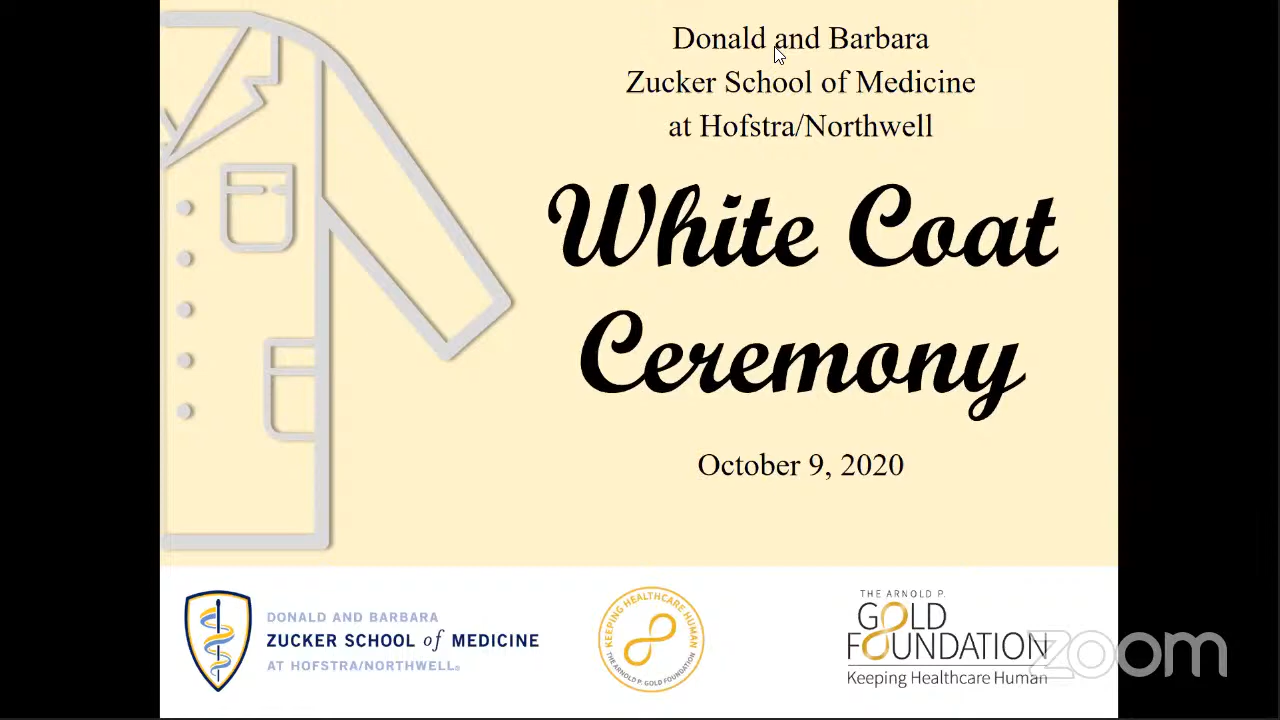 Donald and Barbara
Zucker School of Medicine
at Hofstra/Northwell
White Coat
Ceremony
October 9, 2020
DONALD AND BARBARA
ZUCKER SCHOOL of MEDICINE
AT HOFSTRA/NORTHWELL®
KEEPING HEALTHCARE HUMAN
THE ARNOLD P. GOLD FOUNDATION
THE ARNOLD P.
GOLD
FOUNDATION
Keeping Healthcare Human
zoom